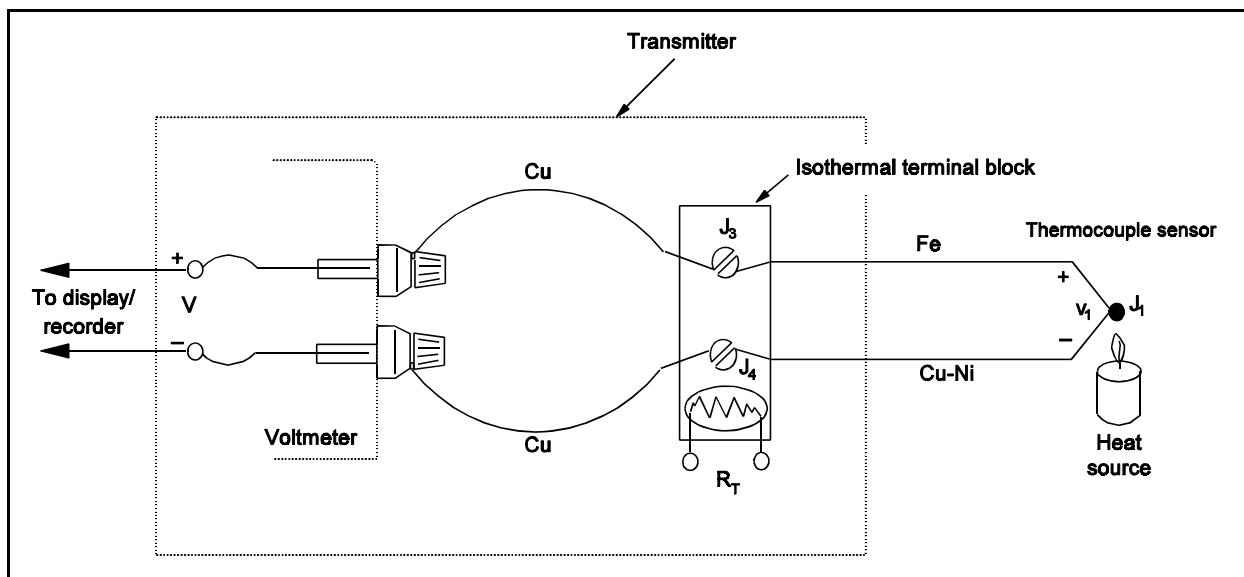 Transmitter
Cu
Isothermal terminal block
J3
Fe
Thermocouple sensor
+
+
To display/
recorder
V
v1
J1
−
−
J4
Cu-Ni
Voltmeter
Cu
RT
Heat
source